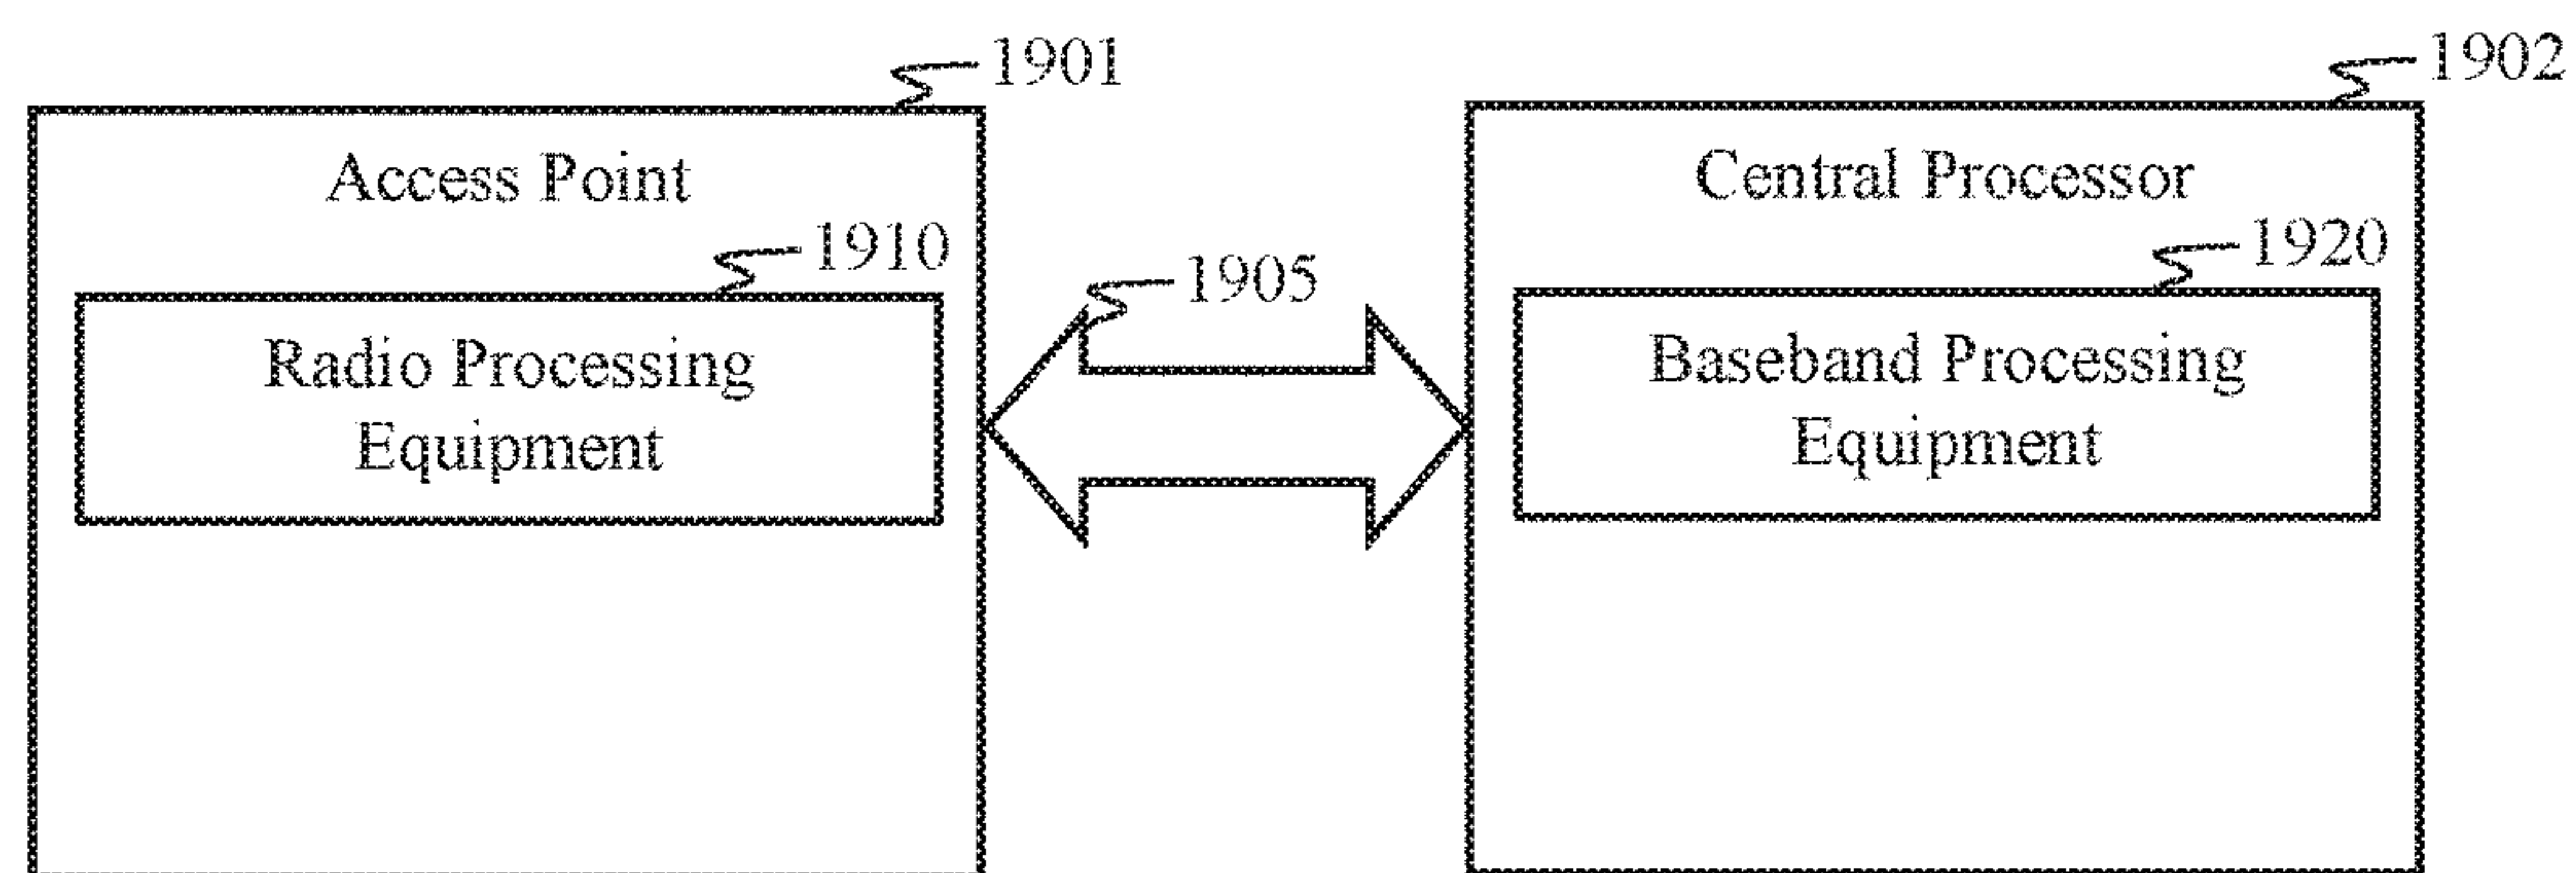 1901
1902
Access Point
Central Processor
1910
1920
1905
Radio Processing
Equipment
Baseband Processing
Equipment